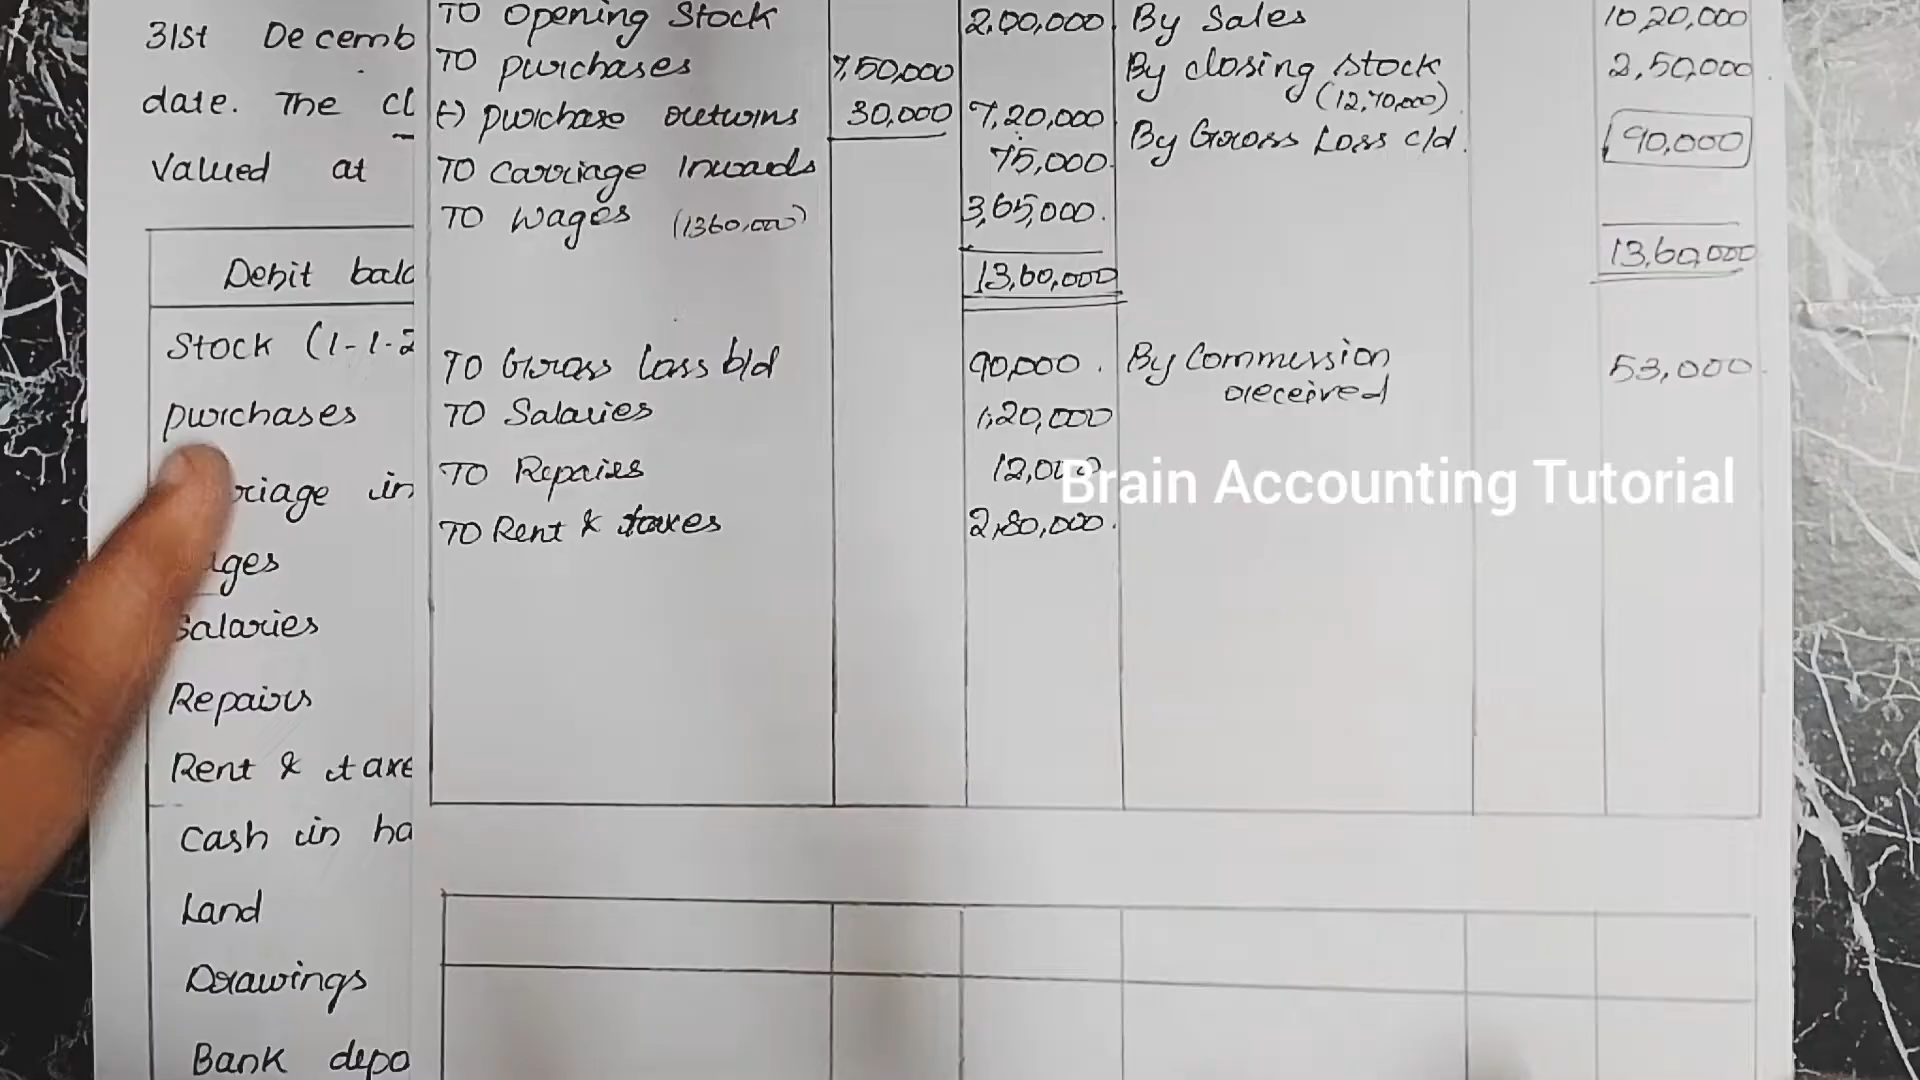 31st Decemb
date. The cl
Valued at
Debit bala
Stock (1-1-2
purchases
riage in
ages
Salaries
Repairs
Rent & taxe
Cash in ha
Land
Drawings
Bank depo
TO Opening Stock 2,00,000 By Sales 10,20,000
TO purchases 7,50,000 By closing stock 2,50,000
(12,70,000)
(-) purchase returns 30,000 7,20,000 By Gross Loss c/d. 90,000
TO Carriage Inwards 75,000
TO Wages (1360,000) 3,65,000.
13,60,000 13,60,000
TO Gross loss b/d 90,000. By Commission 53,000
received
TO Salaries 1,20,000
TO Repairs
TO Rent & taxes 2,80,000.
Brain Accounting Tutorial